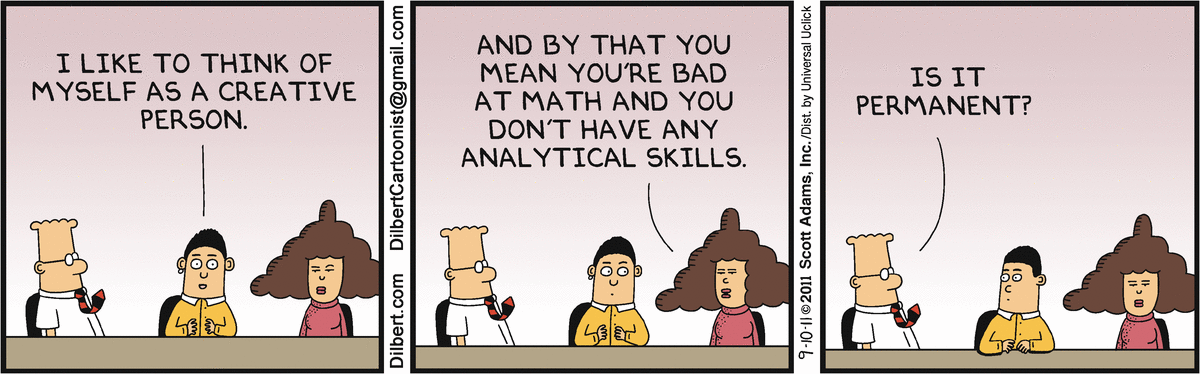 I LIKE TO THINK OF
MYSELF AS A CREATIVE
PERSON.
Dilbert.com DilbertCartoonist@gmail.com
AND BY THAT YOU
MEAN YOU'RE BAD
AT MATH AND YOU
DON'T HAVE ANY
ANALYTICAL SKILLS.
9-10-11 ©2011 Scott Adams, Inc. /Dist. by Universal Uclick
IS IT
PERMANENT?